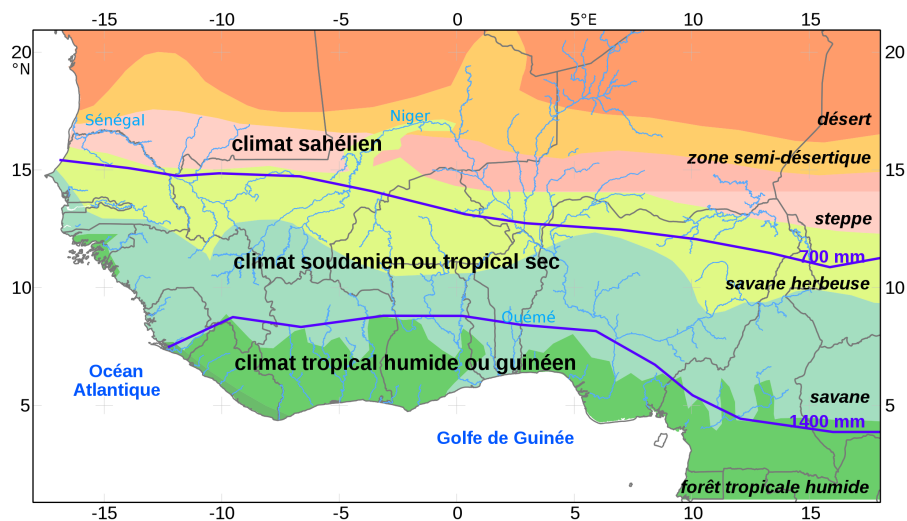 -15 -10 -5 0 5°E 10 15
20 20
°N
Sénégal Niger
désert
climat sahélien
zone semi-désertique
15 15
steppe
700 mm
climat soudanien ou tropical sec
savane herbeuse
10 10
Ouémé
climat tropical humide ou guinéen
Océan
Atlantique
savane
5 5
1400 mm
Golfe de Guinée
forêt tropicale humide
-15 -10 -5 0 5 10 15